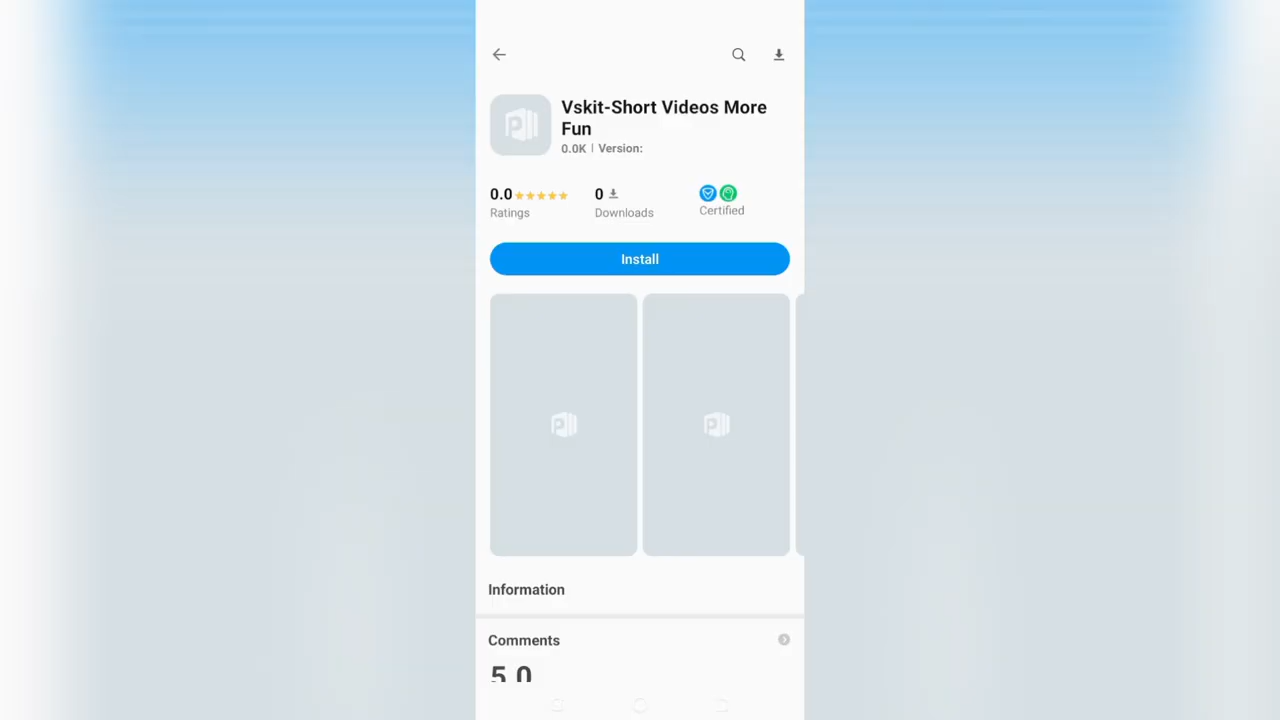 Vskit-Short Videos More
Fun
0.0K | Version:
0.0
0
Ratings
Downloads
Certified
Install
Information
Comments
5.0